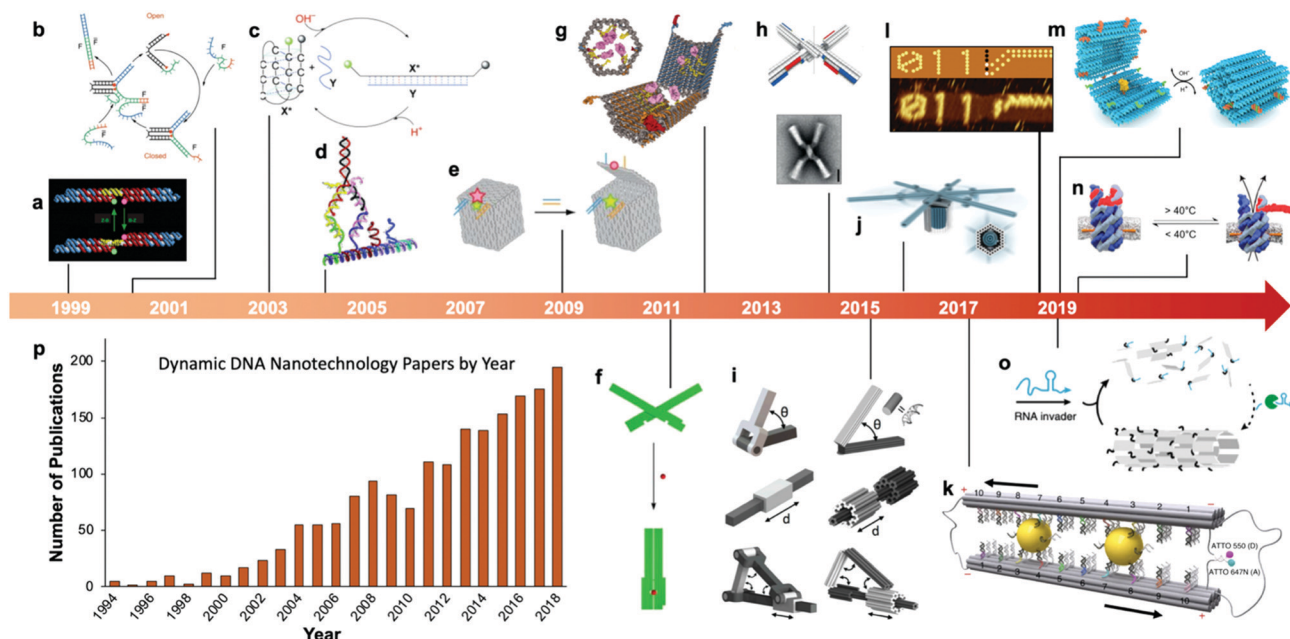 b
Open
F
F
F̅
F
F̅
F
Closed
a
c
OH⁻
X*
+
Y
X*
Y
H⁺
d
e
g
h
l
m
OH⁻
H⁺
j
n
> 40°C
< 40°C
1999 2001 2003 2005 2007 2009 2011 2013 2015 2017 2019
p
Dynamic DNA Nanotechnology Papers by Year
Number of Publications
200
150
100
50
0
1994 1996 1998 2000 2002 2004 2006 2008 2010 2012 2014 2016 2018
Year
f
i
θ
θ
d
d
o
RNA invader
k
+ 10 9 8 7 6 5 4 3 2 1 −
ATTO 550 (D)
ATTO 647N (A)